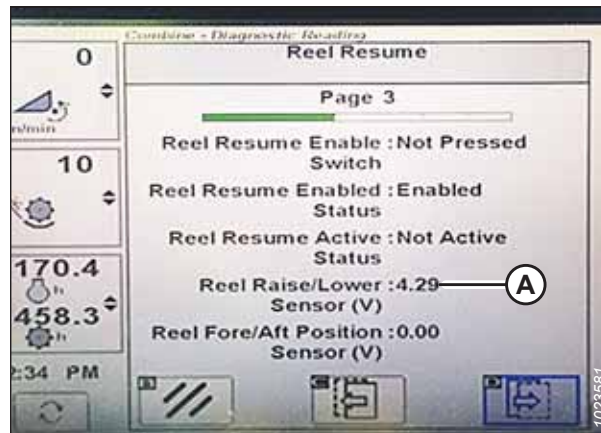 Combine - Diagnostic Reading
Reel Resume
Page 3
Reel Resume Enable : Not Pressed
Switch
Reel Resume Enabled : Enabled
Status
Reel Resume Active : Not Active
Status
Reel Raise/Lower : 4.29
Sensor (V)
Reel Fore/Aft Position : 0.00
Sensor (V)
A
0
10
170.4
h
458.3
h
2:34 PM
1023581